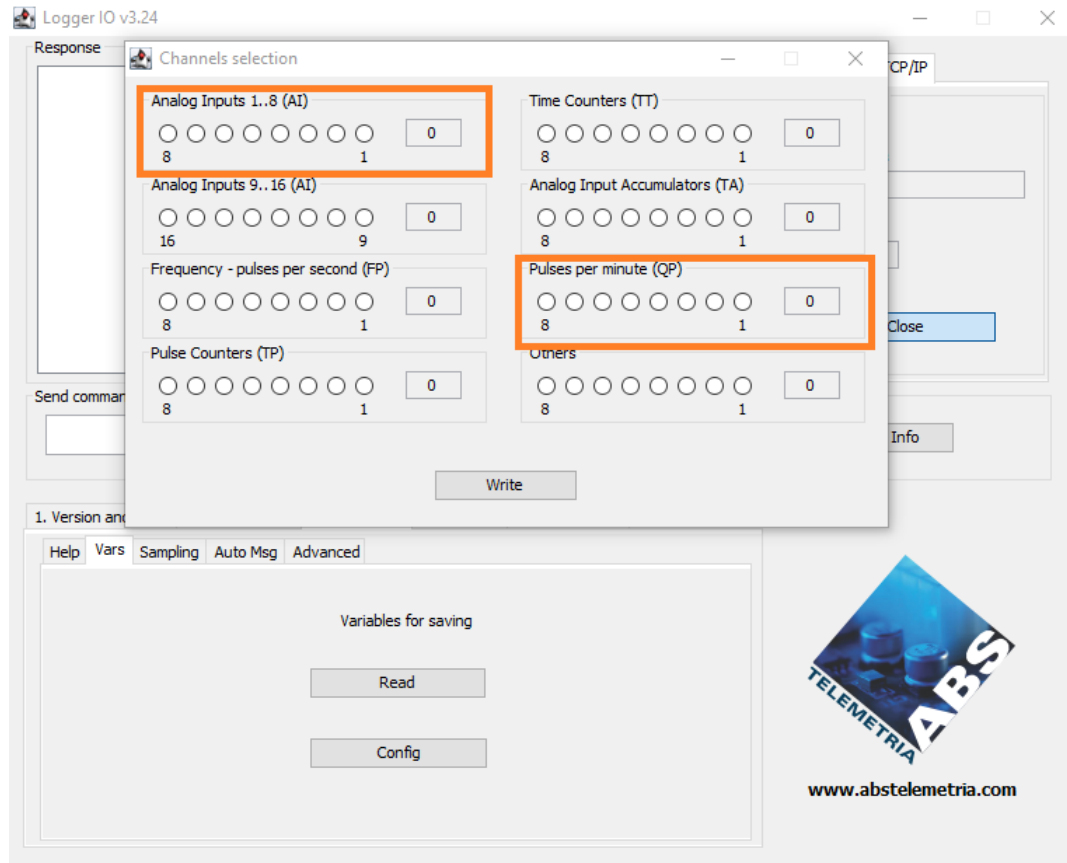 Logger IO v3.24
Response
Channels selection
CP/IP
Analog Inputs 1..8 (AI)
0
8 1
Time Counters (TT)
0
8 1
Analog Inputs 9..16 (AI)
0
16 9
Analog Input Accumulators (TA)
0
8 1
Frequency - pulses per second (FP)
0
8 1
Pulses per minute (QP)
0
8 1
Close
Pulse Counters (TP)
0
8 1
Others
0
8 1
Send comman
Info
Write
1. Version and
Help Vars Sampling Auto Msg Advanced
Variables for saving
Read
Config
TELEMETRIA ABS
www.abstelemetria.com